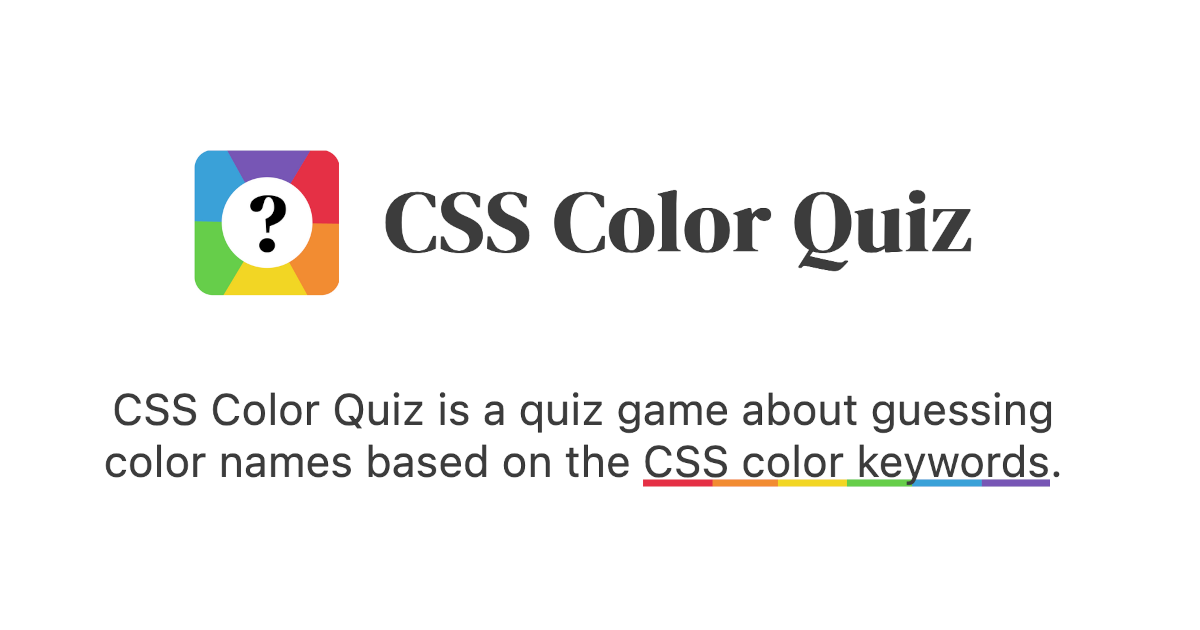 ?
CSS Color Quiz
CSS Color Quiz is a quiz game about guessing
color names based on the CSS color keywords.